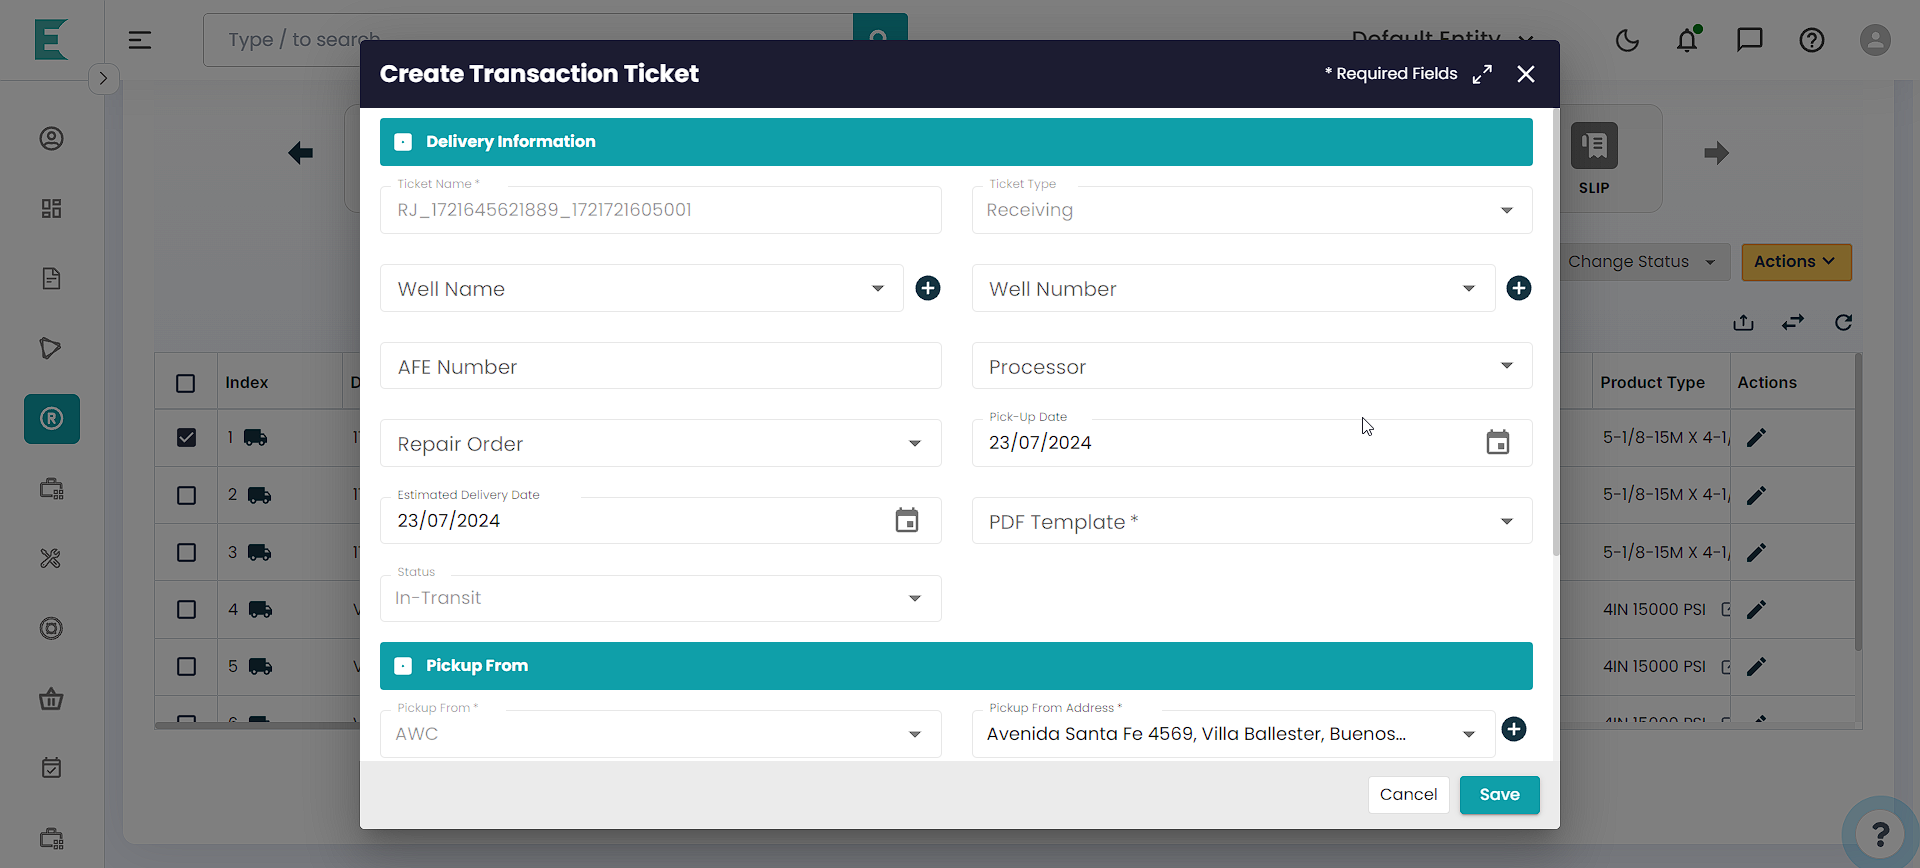 Type / to search
Default Entity
Create Transaction Ticket
* Required Fields
Delivery Information
Ticket Name *
RJ_1721645621889_1721721605001
Ticket Type
Receiving
SLIP
Well Name
Well Number
Change Status
Actions
AFE Number
Processor
Index
Product Type
Actions
Repair Order
Pick-Up Date
23/07/2024
1
5-1/8-15M X 4-1/
Estimated Delivery Date
23/07/2024
PDF Template *
2
5-1/8-15M X 4-1/
3
5-1/8-15M X 4-1/
Status
In-Transit
4
4IN 15000 PSI
Pickup From
5
4IN 15000 PSI
Pickup From *
AWC
Pickup From Address *
Avenida Santa Fe 4569, Villa Ballester, Buenos...
6
4IN 15000 PSI
Cancel
Save
?